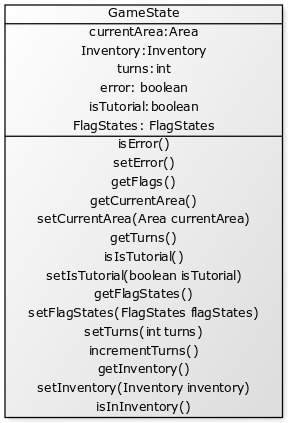 GameState
currentArea:Area
Inventory:Inventory
turns:int
error: boolean
isTutorial:boolean
FlagStates: FlagStates
isError()
setError()
getFlags()
getCurrentArea()
setCurrentArea(Area currentArea)
getTurns()
isIsTutorial()
setIsTutorial(boolean isTutorial)
getFlagStates()
setFlagStates(FlagStates flagStates)
setTurns(int turns)
incrementTurns()
getInventory()
setInventory(Inventory inventory)
isInInventory()